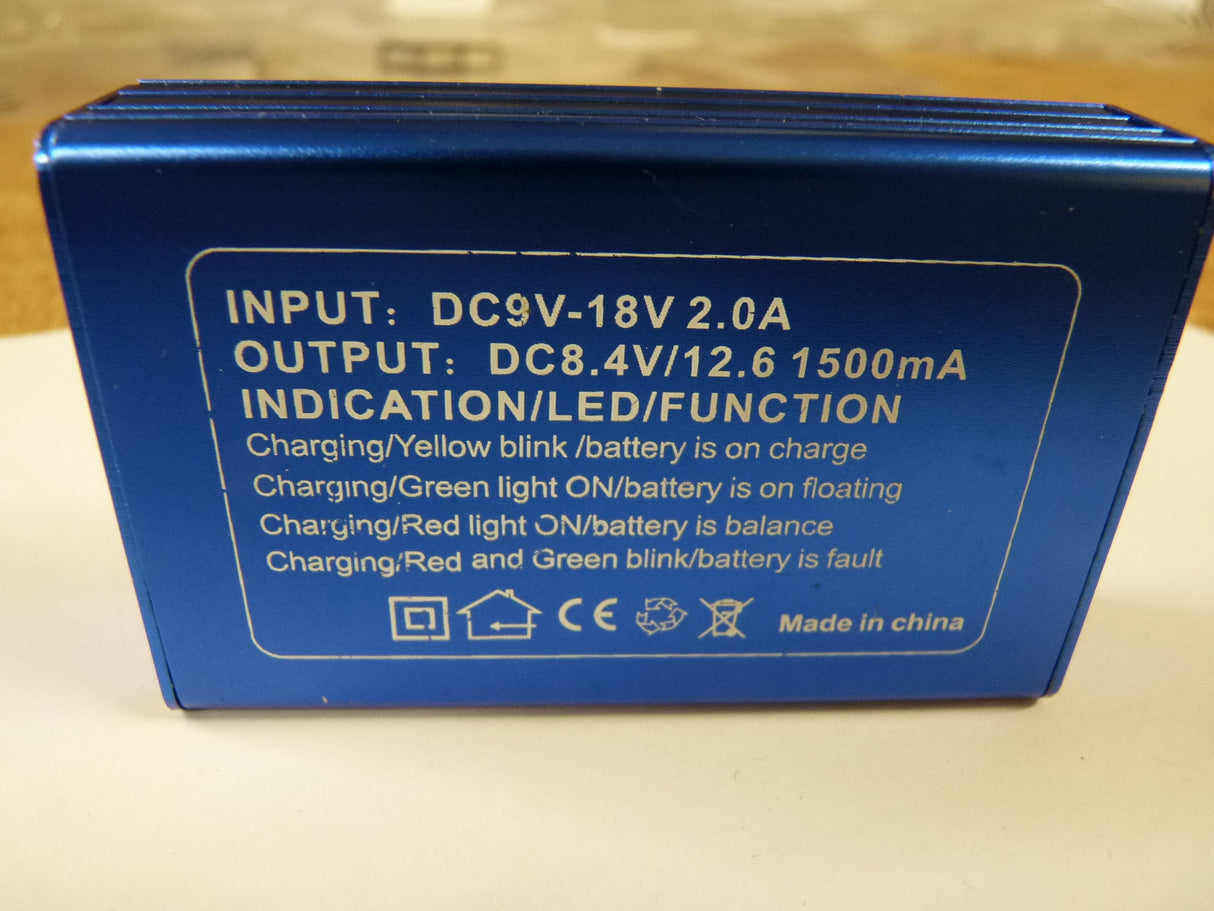 INPUT: DC9V-18V 2.0A
OUTPUT: DC8.4V/12.6 1500mA
INDICATION/LED/FUNCTION
Charging/Yellow blink /battery is on charge
Charging/Green light ON/battery is on floating
Charging/Red light ON/battery is balance
Charging/Red and Green blink/battery is fault
CE Made in china